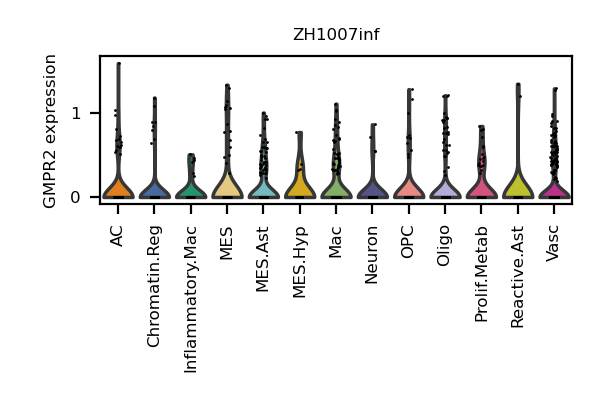 ZH1007inf
GMPR2 expression
1
0
AC
Chromatin.Reg
Inflammatory.Mac
MES
MES.Ast
MES.Hyp
Mac
Neuron
OPC
Oligo
Prolif.Metab
Reactive.Ast
Vasc